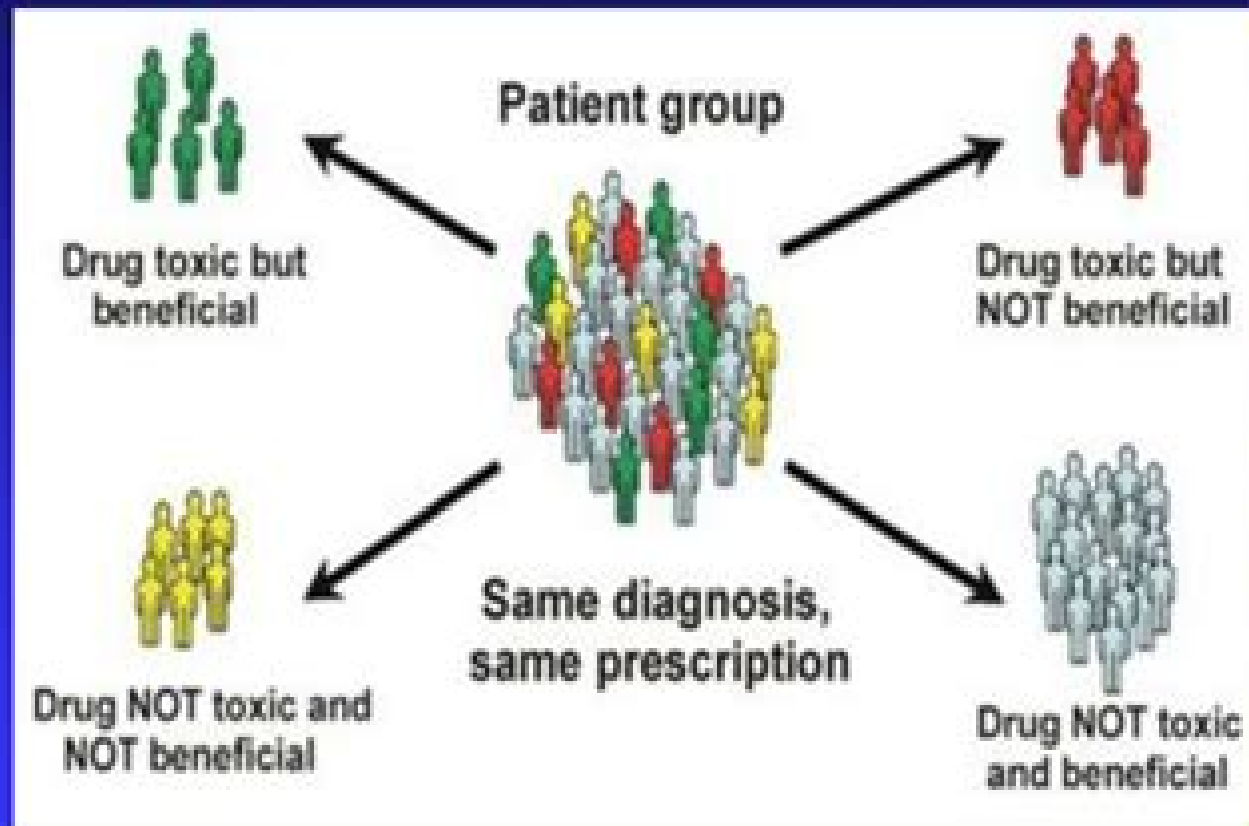 Patient group
Drug toxic but
beneficial
Drug toxic but
NOT beneficial
Same diagnosis,
same prescription
Drug NOT toxic and
NOT beneficial
Drug NOT toxic
and beneficial